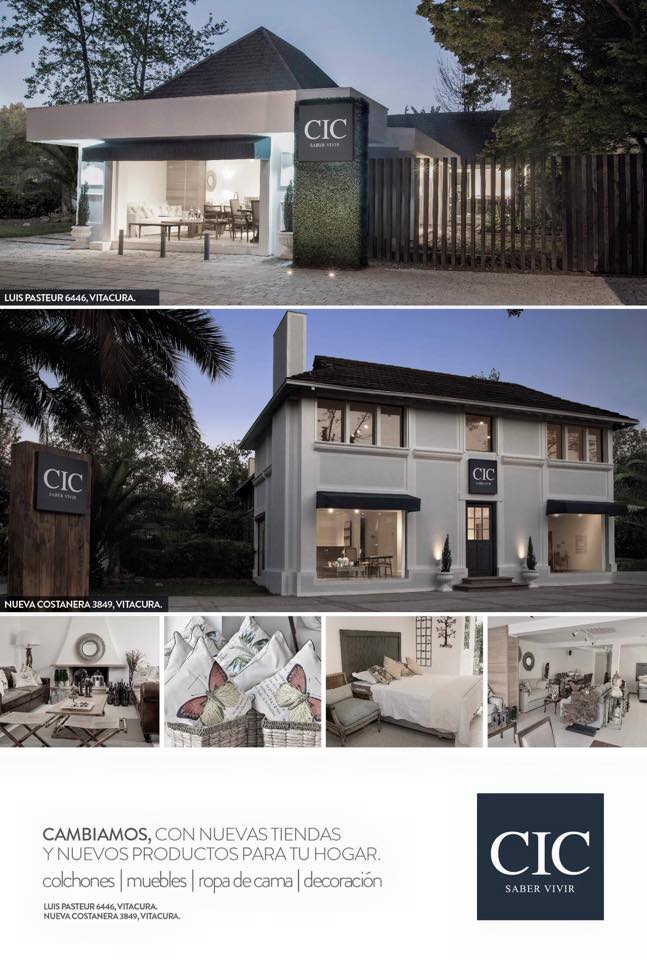 CIC
SABER VIVIR
LUIS PASTEUR 6446, VITACURA.
CIC
SABER VIVIR
CIC
SABER VIVIR
NUEVA COSTANERA 3849, VITACURA.
CAMBIAMOS, CON NUEVAS TIENDAS
Y NUEVOS PRODUCTOS PARA TU HOGAR.
colchones | muebles | ropa de cama | decoración
LUIS PASTEUR 6446, VITACURA.
NUEVA COSTANERA 3849, VITACURA.
CIC
SABER VIVIR